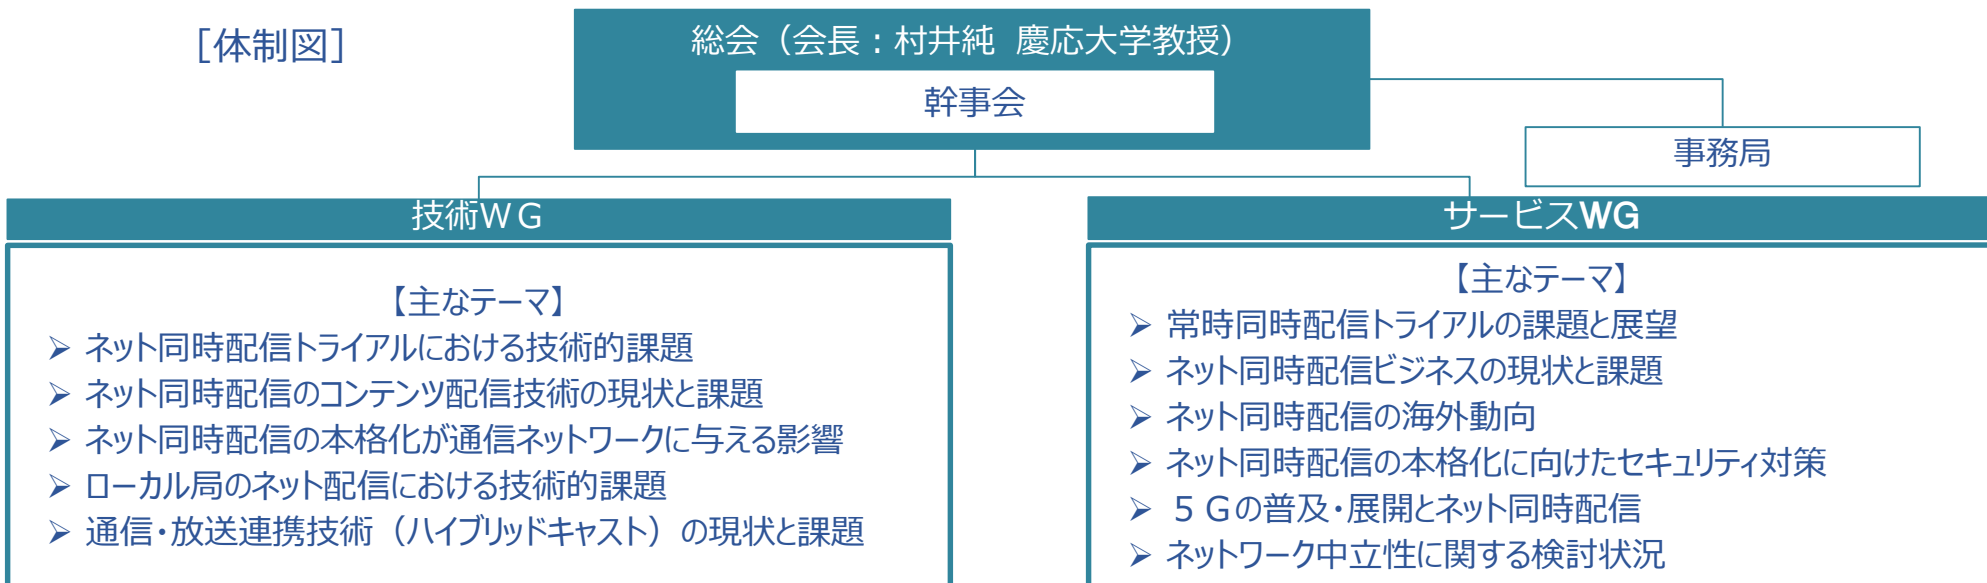 ［体制図］
総会（会長：村井純 慶応大学教授）
幹事会
事務局
技術ＷＧ
【主なテーマ】
➢ ネット同時配信トライアルにおける技術的課題
➢ ネット同時配信のコンテンツ配信技術の現状と課題
➢ ネット同時配信の本格化が通信ネットワークに与える影響
➢ ローカル局のネット配信における技術的課題
➢ 通信・放送連携技術（ハイブリッドキャスト）の現状と課題
サービスWG
【主なテーマ】
➢ 常時同時配信トライアルの課題と展望
➢ ネット同時配信ビジネスの現状と課題
➢ ネット同時配信の海外動向
➢ ネット同時配信の本格化に向けたセキュリティ対策
➢ ５Ｇの普及・展開とネット同時配信
➢ ネットワーク中立性に関する検討状況